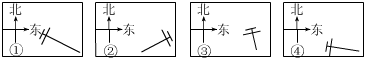 北 北 北 北
东 东 东 东
① ② ③ ④